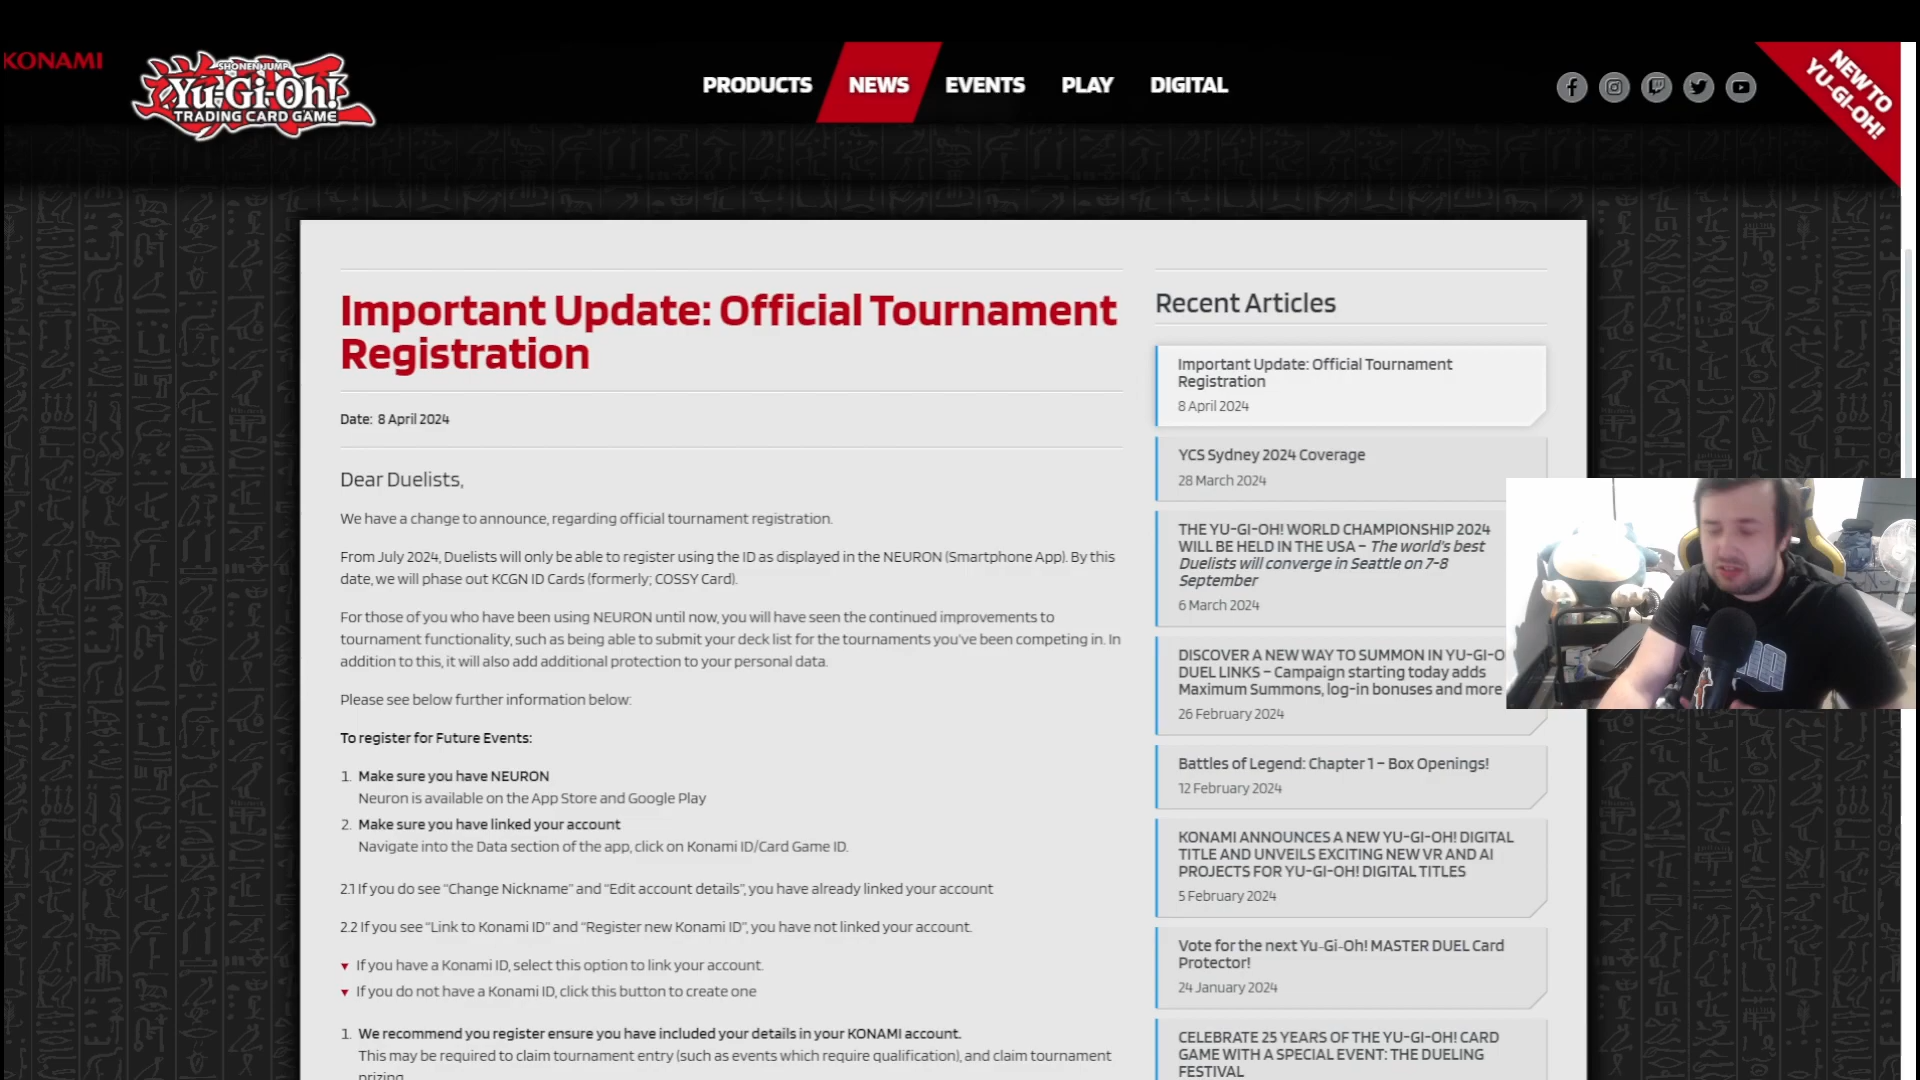 KONAMI
SHONEN JUMP
Yu-Gi-Oh!
TRADING CARD GAME
PRODUCTS
NEWS
EVENTS
PLAY
DIGITAL
NEW TO
YU-GI-OH!
Important Update: Official Tournament
Registration
Date: 8 April 2024
Dear Duelists,
We have a change to announce, regarding official tournament registration.
From July 2024, Duelists will only be able to register using the ID as displayed in the NEURON (Smartphone App). By this
date, we will phase out KCGN ID Cards (formerly; COSSY Card).
For those of you who have been using NEURON until now, you will have seen the continued improvements to
tournament functionality, such as being able to submit your deck list for the tournaments you've been competing in. In
addition to this, it will also add additional protection to your personal data.
Please see below further information below:
To register for Future Events:
1. Make sure you have NEURON
Neuron is available on the App Store and Google Play
2. Make sure you have linked your account
Navigate into the Data section of the app, click on Konami ID/Card Game ID.
2.1 If you do see "Change Nickname" and "Edit account details", you have already linked your account
2.2 If you see "Link to Konami ID" and "Register new Konami ID", you have not linked your account.
If you have a Konami ID, select this option to link your account.
If you do not have a Konami ID, click this button to create one
1. We recommend you register ensure you have included your details in your KONAMI account.
This may be required to claim tournament entry (such as events which require qualification), and claim tournament
prizing.
Recent Articles
Important Update: Official Tournament
Registration
8 April 2024
YCS Sydney 2024 Coverage
28 March 2024
THE YU-GI-OH! WORLD CHAMPIONSHIP 2024
WILL BE HELD IN THE USA – The world's best
Duelists will converge in Seattle on 7-8
September
6 March 2024
DISCOVER A NEW WAY TO SUMMON IN YU-GI-O
DUEL LINKS – Campaign starting today adds
Maximum Summons, log-in bonuses and more
26 February 2024
Battles of Legend: Chapter 1 – Box Openings!
12 February 2024
KONAMI ANNOUNCES A NEW YU-GI-OH! DIGITAL
TITLE AND UNVEILS EXCITING NEW VR AND AI
PROJECTS FOR YU-GI-OH! DIGITAL TITLES
5 February 2024
Vote for the next Yu-Gi-Oh! MASTER DUEL Card
Protector!
24 January 2024
CELEBRATE 25 YEARS OF THE YU-GI-OH! CARD
GAME WITH A SPECIAL EVENT: THE DUELING
FESTIVAL